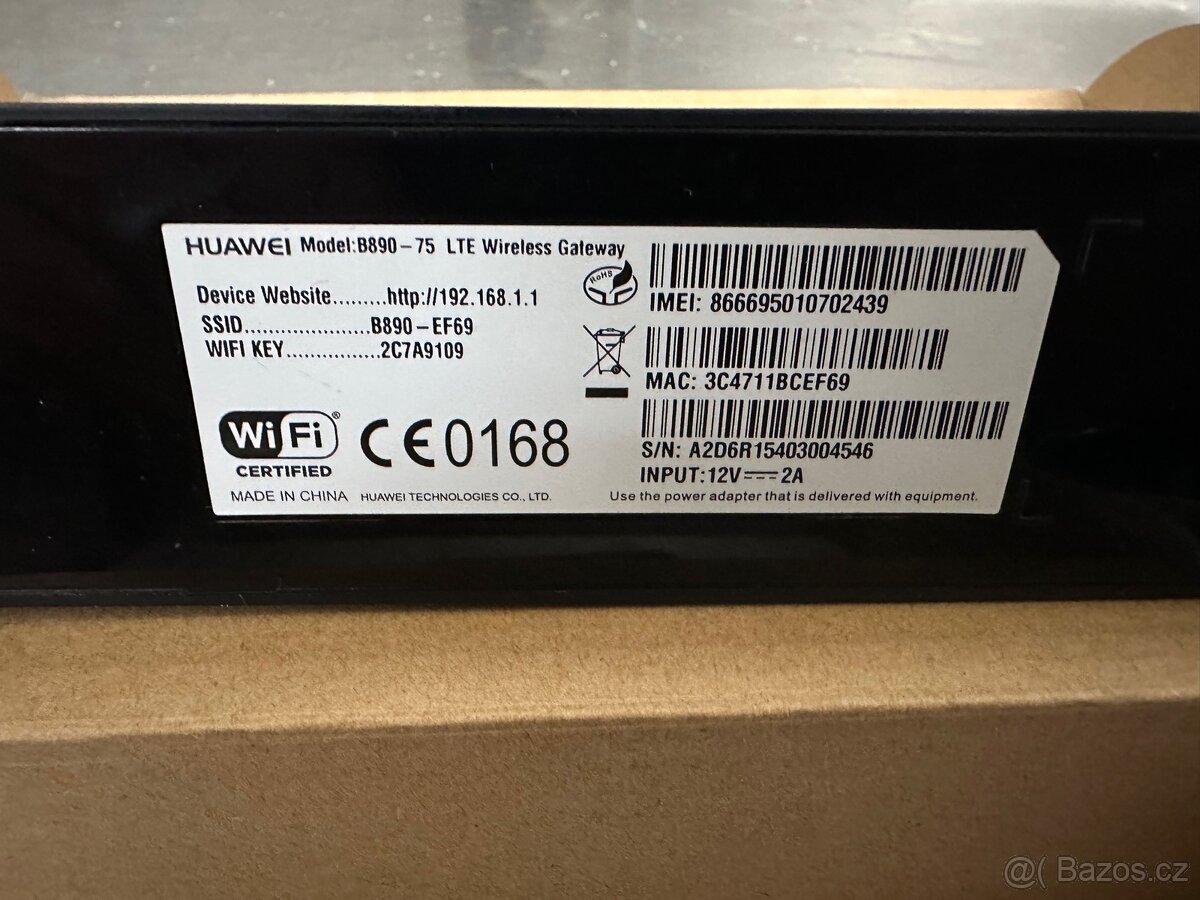 HUAWEI Model:B890-75 LTE Wireless Gateway
Device Website........http://192.168.1.1
SSID.....................B890-EF69
WIFI KEY................2C7A9109
RoHS
IMEI: 866695010702439
MAC: 3C4711BCEF69
S/N: A2D6R15403004546
INPUT: 12V 2A
WiFi®
CERTIFIED
CE0168
MADE IN CHINA HUAWEI TECHNOLOGIES CO., LTD.
Use the power adapter that is delivered with equipment.
@( Bazos.cz